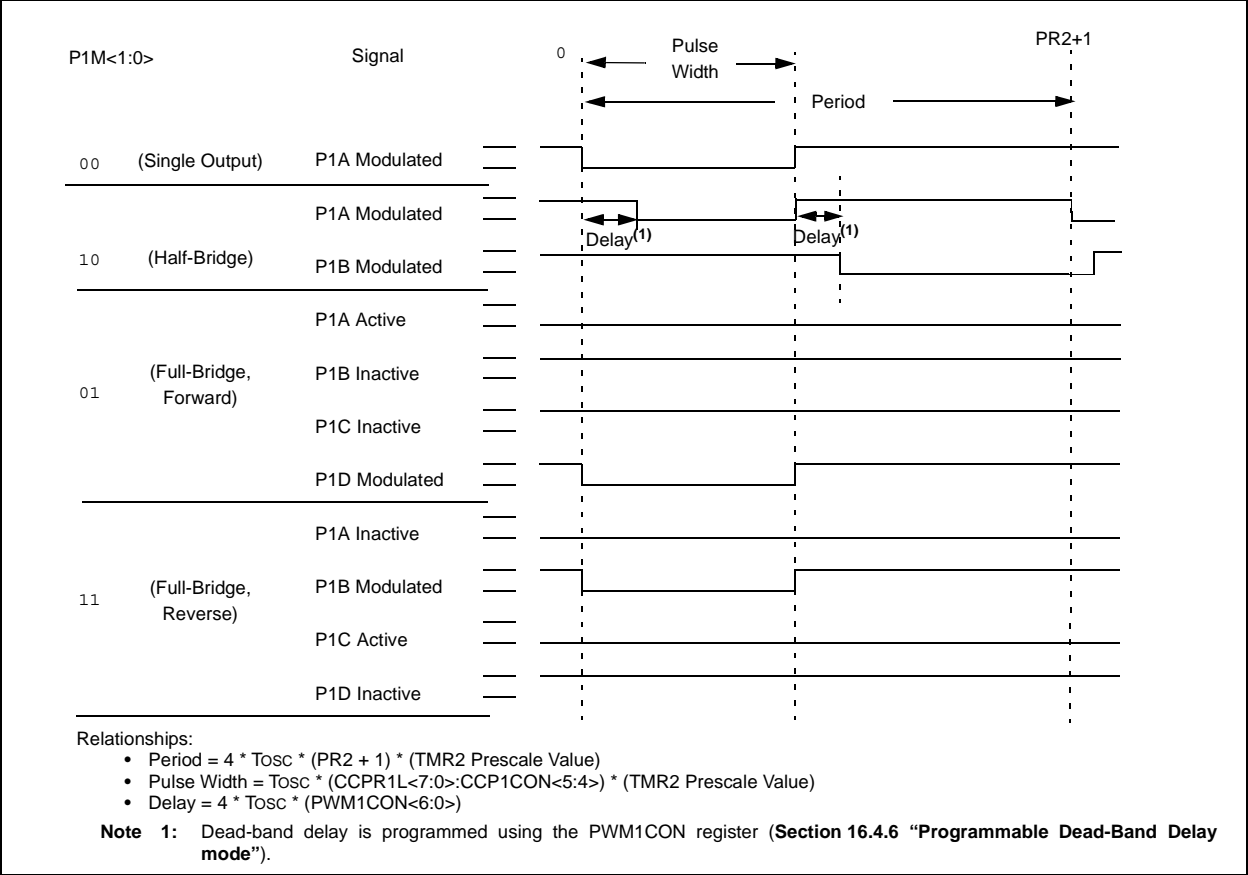 P1M<1:0> Signal 0 Pulse Width PR2+1
Period
00 (Single Output) P1A Modulated
P1A Modulated
Delay(1) Delay(1)
10 (Half-Bridge) P1B Modulated
P1A Active
01 (Full-Bridge, Forward) P1B Inactive
P1C Inactive
P1D Modulated
P1A Inactive
11 (Full-Bridge, Reverse) P1B Modulated
P1C Active
P1D Inactive
Relationships:
• Period = 4 * TOSC * (PR2 + 1) * (TMR2 Prescale Value)
• Pulse Width = TOSC * (CCPR1L<7:0>:CCP1CON<5:4>) * (TMR2 Prescale Value)
• Delay = 4 * TOSC * (PWM1CON<6:0>)
Note 1: Dead-band delay is programmed using the PWM1CON register (Section 16.4.6 “Programmable Dead-Band Delay
mode”).